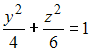 y²/4 + z²/6 = 1